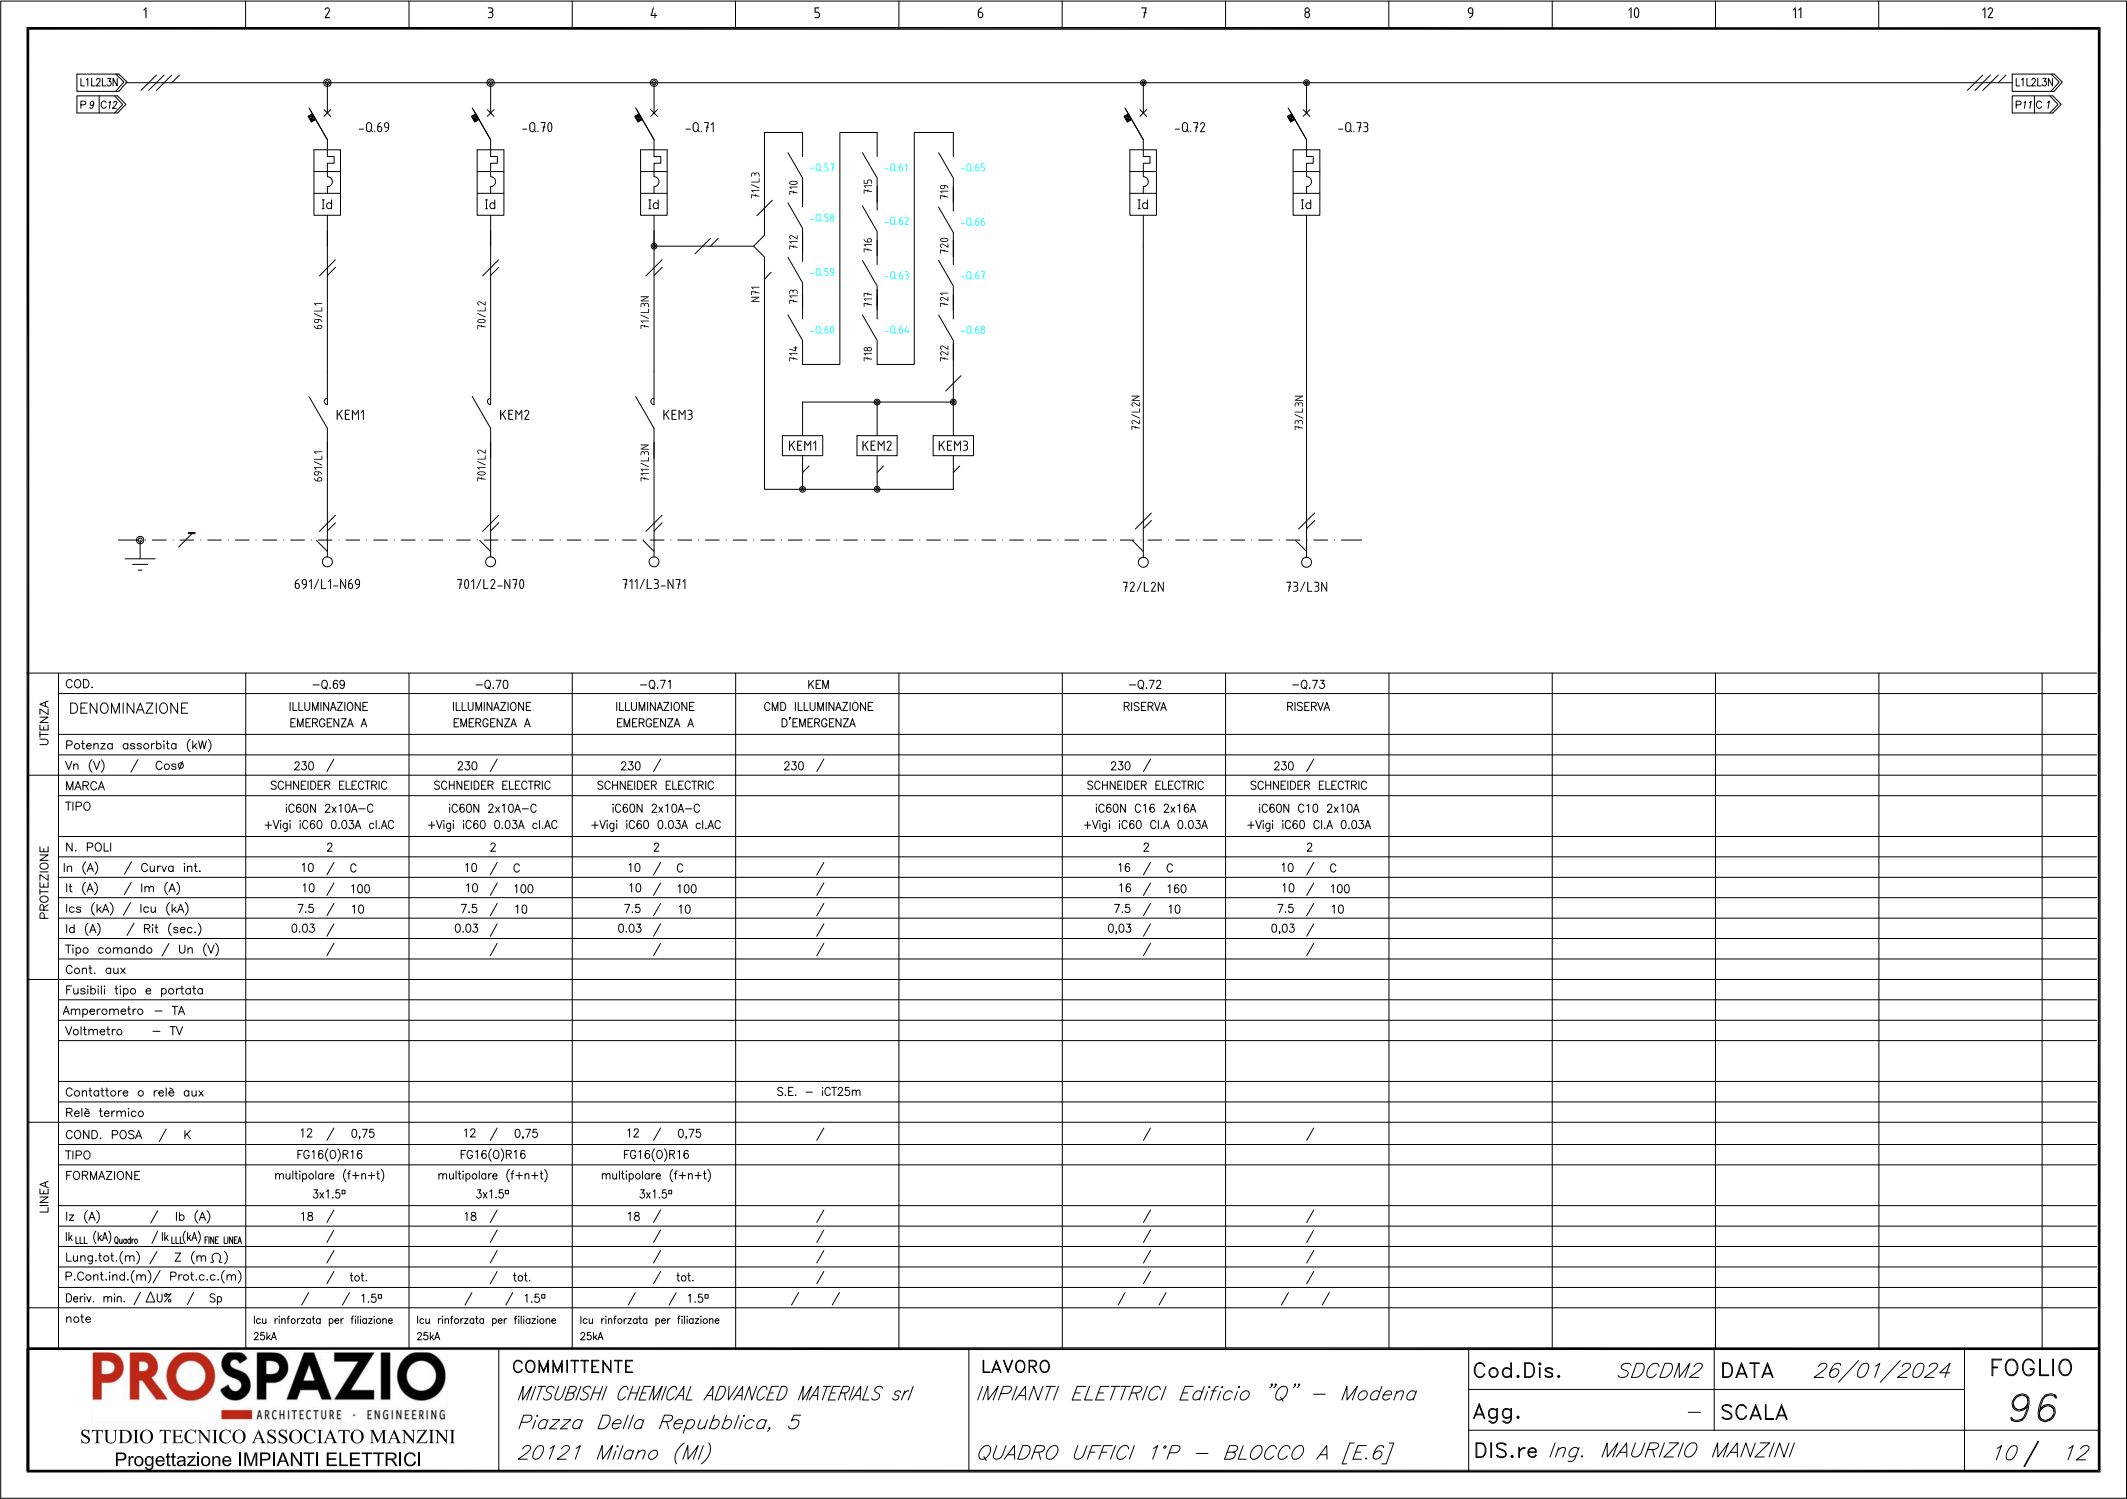 1 2 3 4 5 6 7 8 9 10 11 12
L1L2L3N L1L2L3N
P 9 C12 P11 C 1
-Q.69 -Q.70 -Q.71 -Q.72 -Q.73
-Q.57 -Q.61 -Q.65
71/L3 710 715 719
Id Id Id Id Id
-Q.58 -Q.62 -Q.66
712 716 720
-Q.59 -Q.63 -Q.67
N71 713 717 721
69/L1 70/L2 71/L3N
-Q.60 -Q.64 -Q.68
714 718 722
KEM1 KEM2 KEM3
72/L2N 73/L3N
KEM1 KEM2 KEM3
691/L1 701/L2 711/L3N
691/L1-N69 701/L2-N70 711/L3-N71 72/L2N 73/L3N
UTENZA
COD. -Q.69 -Q.70 -Q.71 KEM -Q.72 -Q.73
DENOMINAZIONE ILLUMINAZIONE ILLUMINAZIONE ILLUMINAZIONE CMD ILLUMINAZIONE RISERVA RISERVA
EMERGENZA A EMERGENZA A EMERGENZA A D'EMERGENZA
Potenza assorbita (kW)
Vn (V) / Cosø 230 / 230 / 230 / 230 / 230 / 230 /
PROTEZIONE
MARCA SCHNEIDER ELECTRIC SCHNEIDER ELECTRIC SCHNEIDER ELECTRIC SCHNEIDER ELECTRIC SCHNEIDER ELECTRIC
TIPO iC60N 2x10A-C iC60N 2x10A-C iC60N 2x10A-C iC60N C16 2x16A iC60N C10 2x10A
+Vigi iC60 0.03A cl.AC +Vigi iC60 0.03A cl.AC +Vigi iC60 0.03A cl.AC +Vigi iC60 Cl.A 0.03A +Vigi iC60 Cl.A 0.03A
N. POLI 2 2 2 2 2
In (A) / Curva int. 10 / C 10 / C 10 / C / 16 / C 10 / C
It (A) / Im (A) 10 / 100 10 / 100 10 / 100 / 16 / 160 10 / 100
Ics (kA) / Icu (kA) 7.5 / 10 7.5 / 10 7.5 / 10 / 7.5 / 10 7.5 / 10
Id (A) / Rit (sec.) 0.03 / 0.03 / 0.03 / / 0,03 / 0,03 /
Tipo comando / Un (V) / / / / / /
Cont. aux
Fusibili tipo e portata
Amperometro - TA
Voltmetro - TV
Contattore o relè aux S.E. - iCT25m
Relè termico
LINEA
COND. POSA / K 12 / 0,75 12 / 0,75 12 / 0,75 / / /
TIPO FG16(O)R16 FG16(O)R16 FG16(O)R16
FORMAZIONE multipolare (f+n+t) multipolare (f+n+t) multipolare (f+n+t)
3x1.5² 3x1.5² 3x1.5²
Iz (A) / Ib (A) 18 / 18 / 18 / / / /
Ik LLL (kA) Quadro / Ik LLL(kA) FINE LINEA / / / / / /
Lung.tot.(m) / Z (mΩ) / / / / / /
P.Cont.ind.(m)/ Prot.c.c.(m) / tot. / tot. / tot. / / /
Deriv. min. / ΔU% / Sp / / 1.5² / / 1.5² / / 1.5² / / / / / /
note Icu rinforzata per filiazione Icu rinforzata per filiazione Icu rinforzata per filiazione
25kA 25kA 25kA
PROSPAZIO
ARCHITECTURE · ENGINEERING
STUDIO TECNICO ASSOCIATO MANZINI
Progettazione IMPIANTI ELETTRICI
COMMITTENTE
MITSUBISHI CHEMICAL ADVANCED MATERIALS srl
Piazza Della Repubblica, 5
20121 Milano (MI)
LAVORO
IMPIANTI ELETTRICI Edificio "Q" - Modena
QUADRO UFFICI 1°P - BLOCCO A [E.6]
Cod.Dis. SDCDM2 DATA 26/01/2024
Agg. - SCALA
DIS.re Ing. MAURIZIO MANZINI
FOGLIO
96
10 / 12